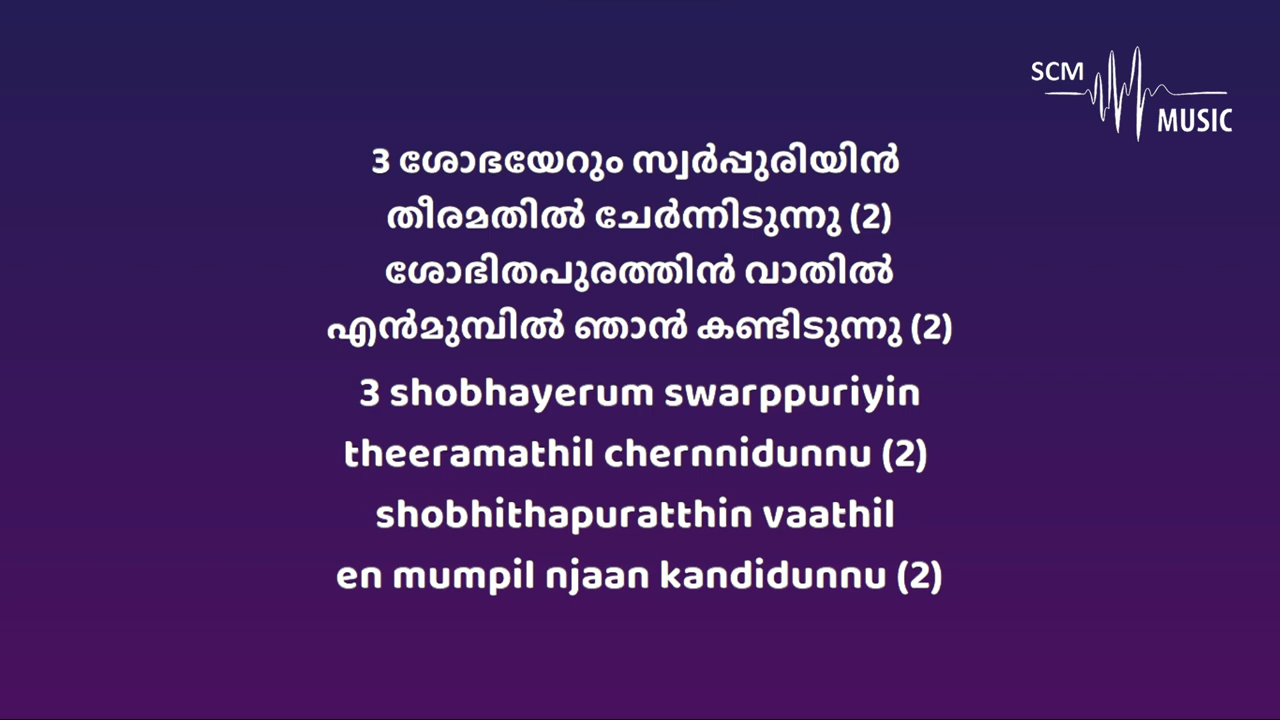 SCM
MUSIC
3 ശോഭയേറും സ്വർപ്പുരിയിൻ
തീരമതിൽ ചേർന്നിടുന്നു (2)
ശോഭിതപുരത്തിൻ വാതിൽ
എൻമുമ്പിൽ ഞാൻ കണ്ടിടുന്നു (2)
3 shobhayerum swarppuriyin
theeramathil chernnidunnu (2)
shobhithapuratthin vaathil
en mumpil njaan kandidunnu (2)